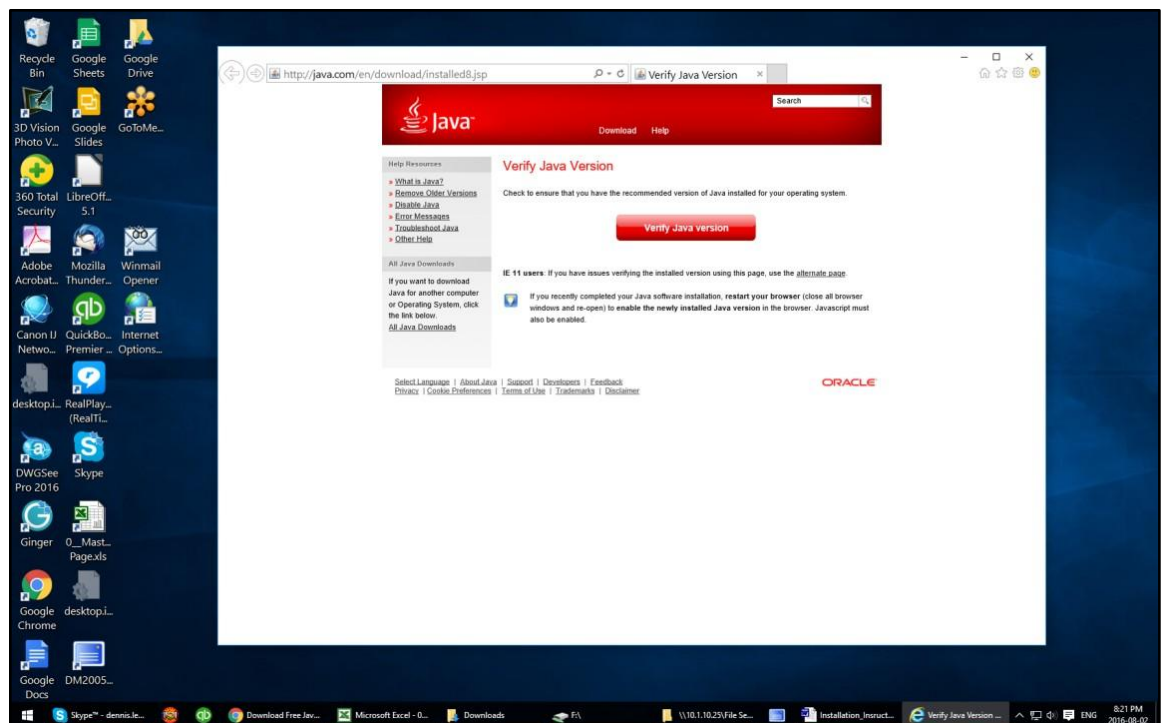 Recycle Bin
Google Sheets
Google Drive
3D Vision Photo V...
Google Slides
GoToMe...
360 Total Security
LibreOff... 5.1
Adobe Acrobat...
Mozilla Thunder...
Winmail Opener
Canon IJ Netwo...
QuickBo... Premier ...
Internet Options...
desktop.i...
RealPlay... (RealTi...
DWGSee Pro 2016
Skype
Ginger
0__Mast... Page.xls
Google Chrome
desktop.i...
Google Docs
DM2005...
http://java.com/en/download/installed8.jsp
Verify Java Version
Java
Search
Download Help
Help Resources
» What is Java?
» Remove Older Versions
» Disable Java
» Error Messages
» Troubleshoot Java
» Other Help
All Java Downloads
If you want to download
Java for another computer
or Operating System, click
the link below.
All Java Downloads
Verify Java Version
Check to ensure that you have the recommended version of Java installed for your operating system.
Verify Java version
IE 11 users: If you have issues verifying the installed version using this page, use the alternate page.
If you recently completed your Java software installation, restart your browser (close all browser
windows and re-open) to enable the newly installed Java version in the browser. Javascript must
also be enabled.
Select Language | About Java | Support | Developers | Feedback
Privacy | Cookie Preferences | Terms of Use | Trademarks | Disclaimer
ORACLE
Skype™ - dennis.le...
qb
Download Free Jav...
Microsoft Excel - 0...
Downloads
F:\
\\10.1.10.25\File Se...
Installation_Insruct...
Verify Java Version ...
ENG
8:21 PM
2016-08-02